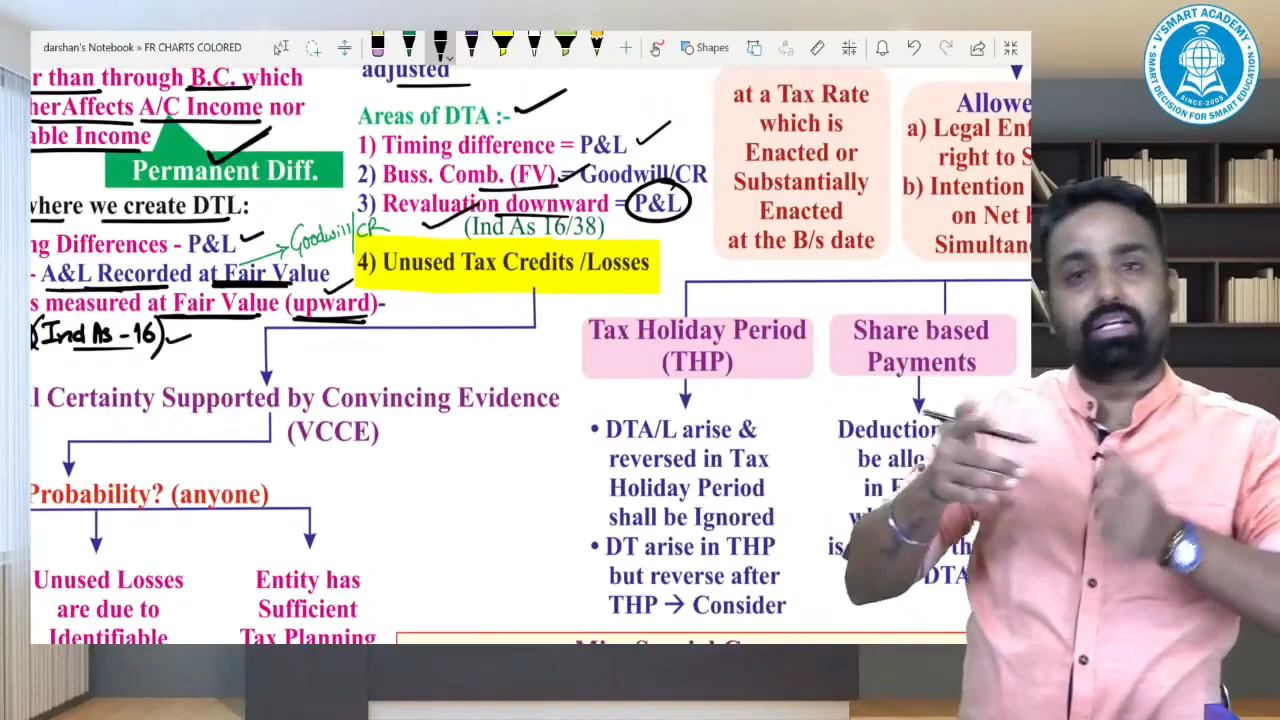 darshan's Notebook » FR CHARTS COLORED
Shapes
V'SMART ACADEMY
SINCE-2005
SMART DECISION FOR SMART EDUCATION
r than through B.C. which
herAffects A/C Income nor
able Income
Permanent Diff.
where we create DTL:
ng Differences - P&L
Goodwill/CR
- A&L Recorded at Fair Value
s measured at Fair Value (upward)-
(Ind As -16)
adjusted
Areas of DTA :-
1) Timing difference = P&L
2) Buss. Comb. (FV) = Goodwill/CR
3) Revaluation downward = P&L
(Ind As 16/38)
4) Unused Tax Credits /Losses
l Certainty Supported by Convincing Evidence
(VCCE)
Probability? (anyone)
Unused Losses
are due to
Identifiable
Entity has
Sufficient
Tax Planning
at a Tax Rate
which is
Enacted or
Substantially
Enacted
at the B/s date
Allowe
a) Legal Enf
right to S
b) Intention
on Net
Simultane
Tax Holiday Period
(THP)
• DTA/L arise &
reversed in Tax
Holiday Period
shall be Ignored
• DT arise in THP
but reverse after
THP → Consider
Share based
Payments
Deduction
be allo
in
is
DTA